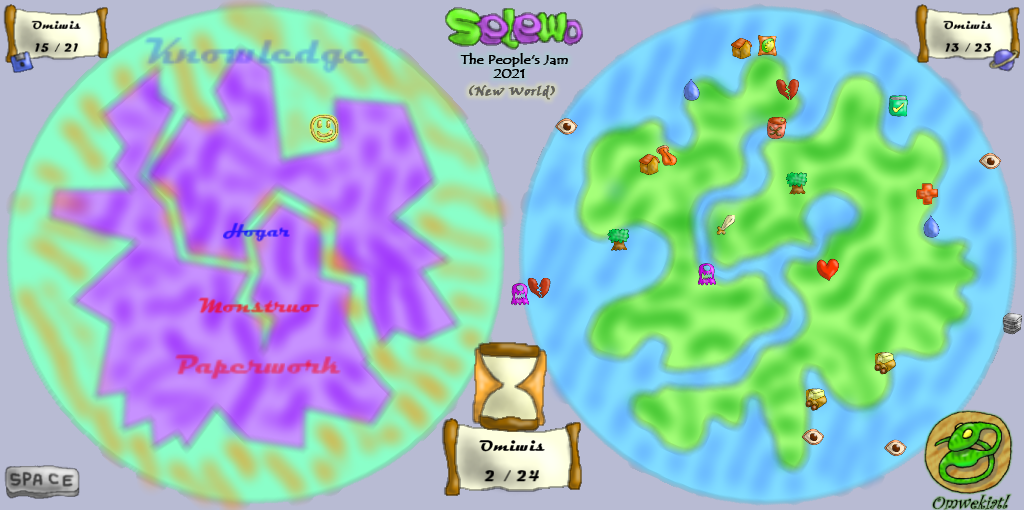 Omiwis
15 / 21
Knowledge
Solewo
The People's Jam
2021
(New World)
Omiwis
13 / 23
Hogar
Monstruo
Paperwork
Omiwis
2 / 24
SPACE
Omwekiatl